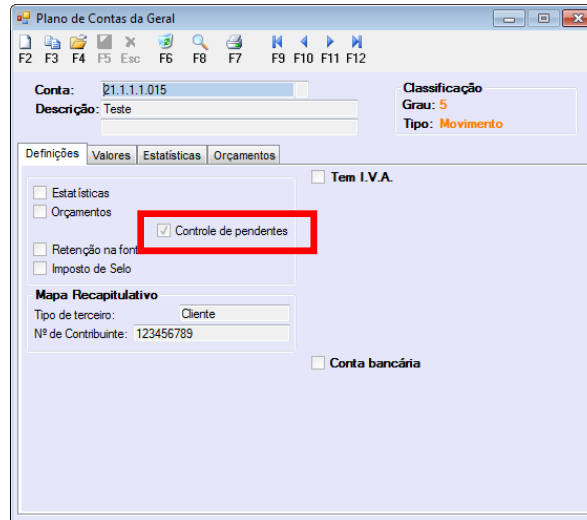 Plano de Contas da Geral
F2 F3 F4 F5 Esc F6 F8 F7 F9 F10 F11 F12
Conta: 21.1.1.1.015
Descrição: Teste
Classificação
Grau: 5
Tipo: Movimento
Definições Valores Estatísticas Orçamentos
Estatísticas
Orçamentos
Controle de pendentes
Retenção na font
Imposto de Selo
Tem I.V.A.
Mapa Recapitulativo
Tipo de terceiro: Cliente
Nº de Contribuinte: 123456789
Conta bancária